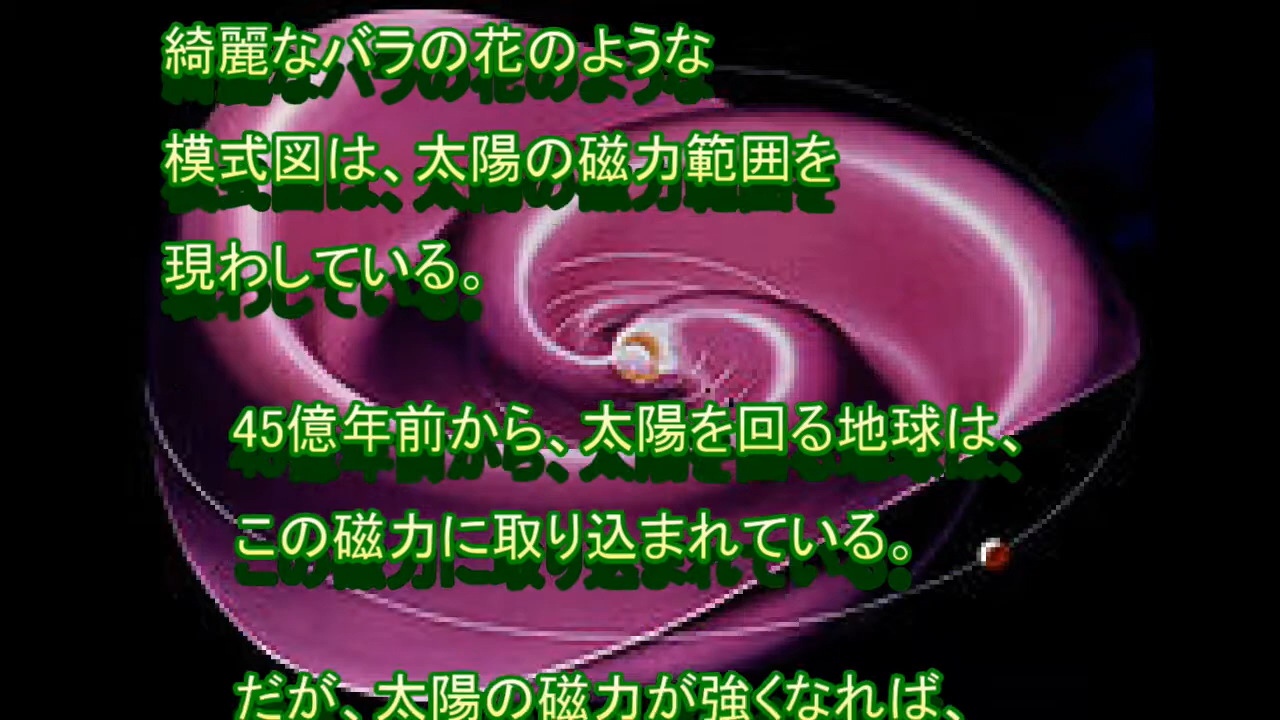 綺麗なバラの花のような
模式図は、太陽の磁力範囲を
現わしている。
45億年前から、太陽を回る地球は、
この磁力に取り込まれている。
だが、太陽の磁力が強くなれば、